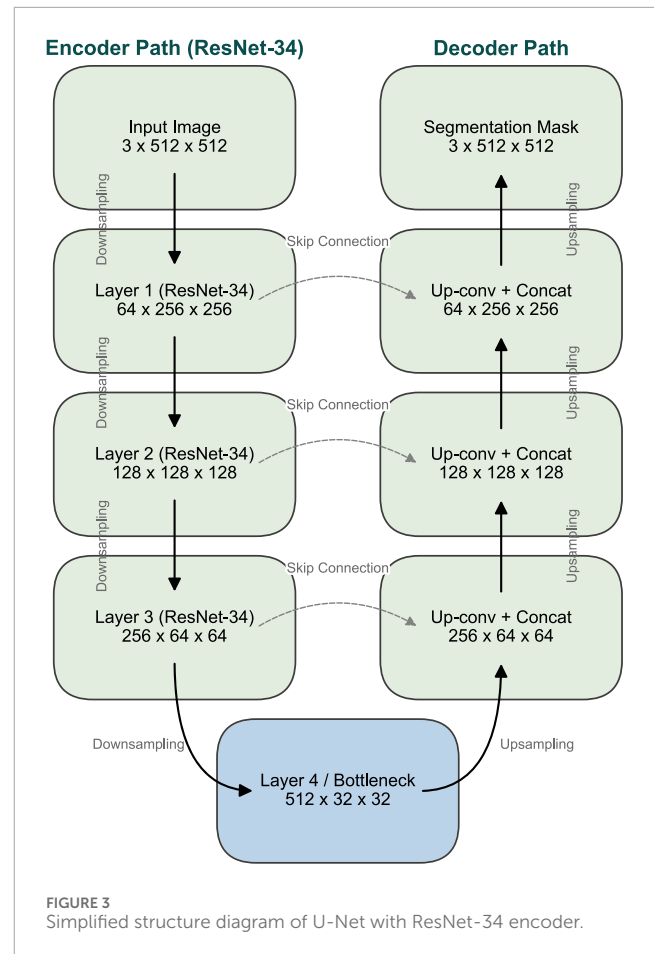 Encoder Path (ResNet-34)
Decoder Path
Input Image
3 x 512 x 512
Segmentation Mask
3 x 512 x 512
Downsampling
Upsampling
Skip Connection
Layer 1 (ResNet-34)
64 x 256 x 256
Up-conv + Concat
64 x 256 x 256
Downsampling
Upsampling
Skip Connection
Layer 2 (ResNet-34)
128 x 128 x 128
Up-conv + Concat
128 x 128 x 128
Downsampling
Upsampling
Skip Connection
Layer 3 (ResNet-34)
256 x 64 x 64
Up-conv + Concat
256 x 64 x 64
Downsampling
Upsampling
Layer 4 / Bottleneck
512 x 32 x 32
FIGURE 3
Simplified structure diagram of U-Net with ResNet-34 encoder.